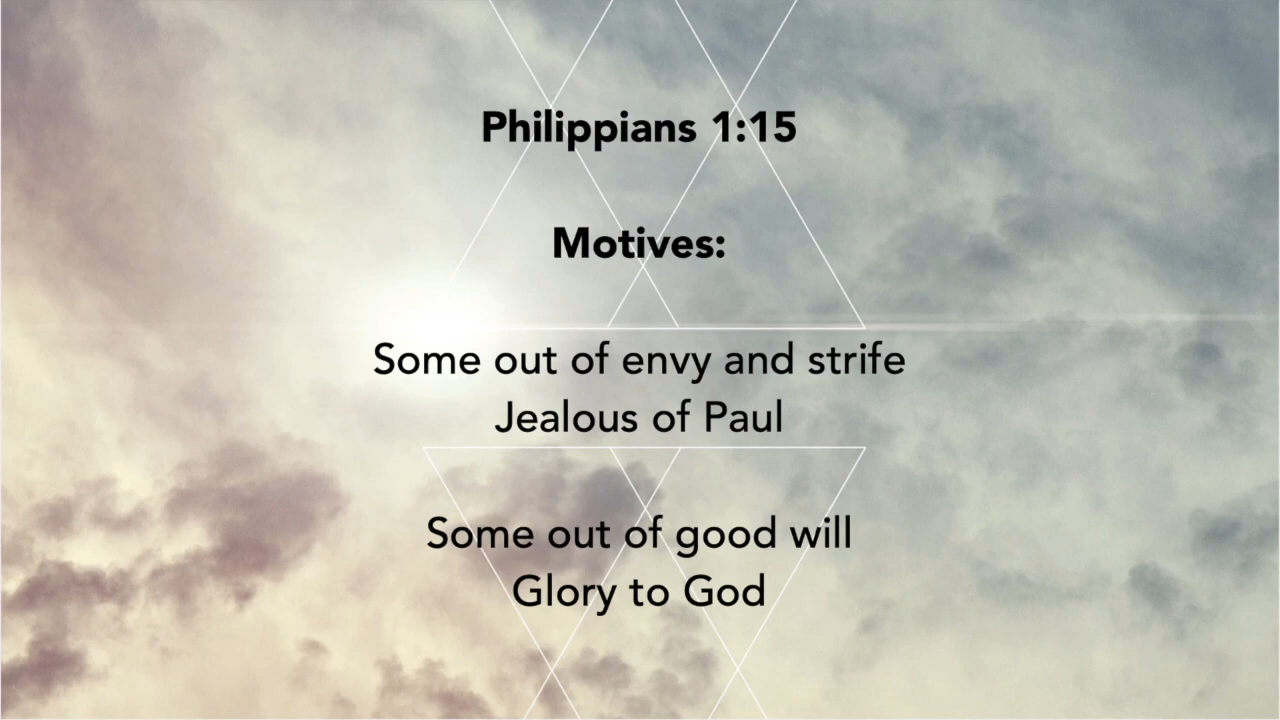 Philippians 1:15
Motives:
Some out of envy and strife
Jealous of Paul
Some out of good will
Glory to God